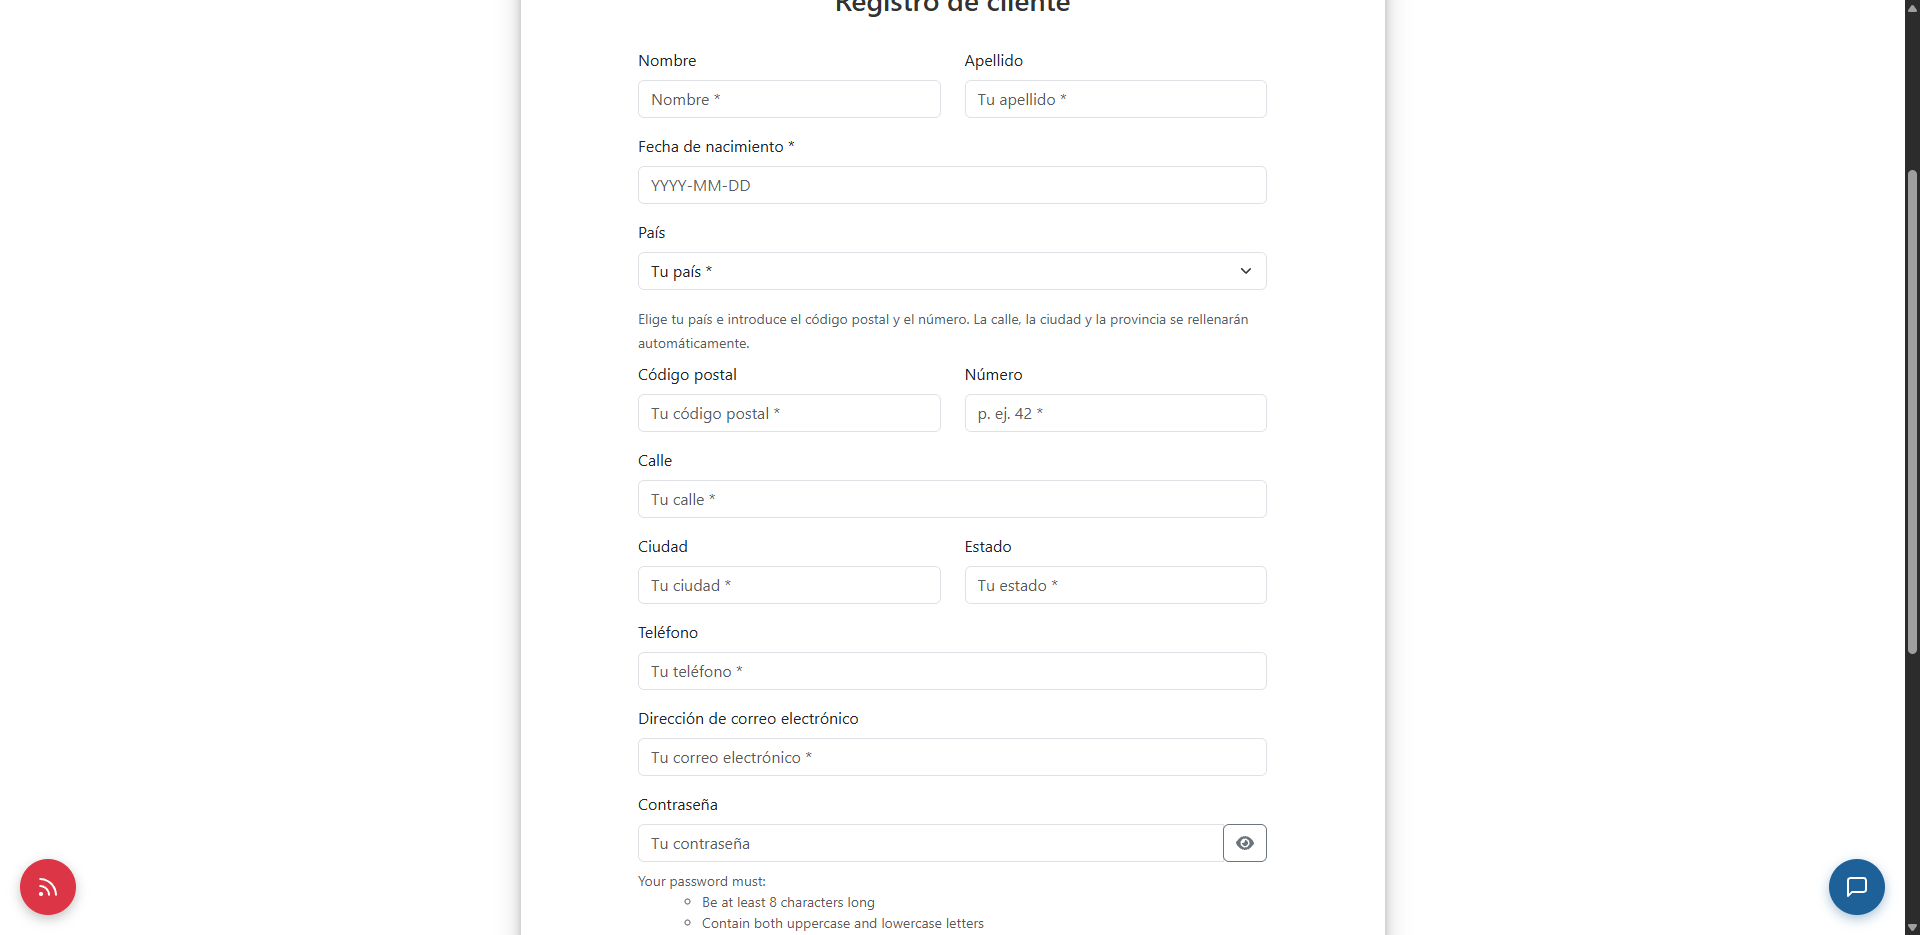 Registro de cliente
Nombre
Apellido
Nombre *
Tu apellido *
Fecha de nacimiento *
YYYY-MM-DD
País
Tu país *
Elige tu país e introduce el código postal y el número. La calle, la ciudad y la provincia se rellenarán
automáticamente.
Código postal
Número
Tu código postal *
p. ej. 42 *
Calle
Tu calle *
Ciudad
Estado
Tu ciudad *
Tu estado *
Teléfono
Tu teléfono *
Dirección de correo electrónico
Tu correo electrónico *
Contraseña
Tu contraseña
Your password must:
Be at least 8 characters long
Contain both uppercase and lowercase letters